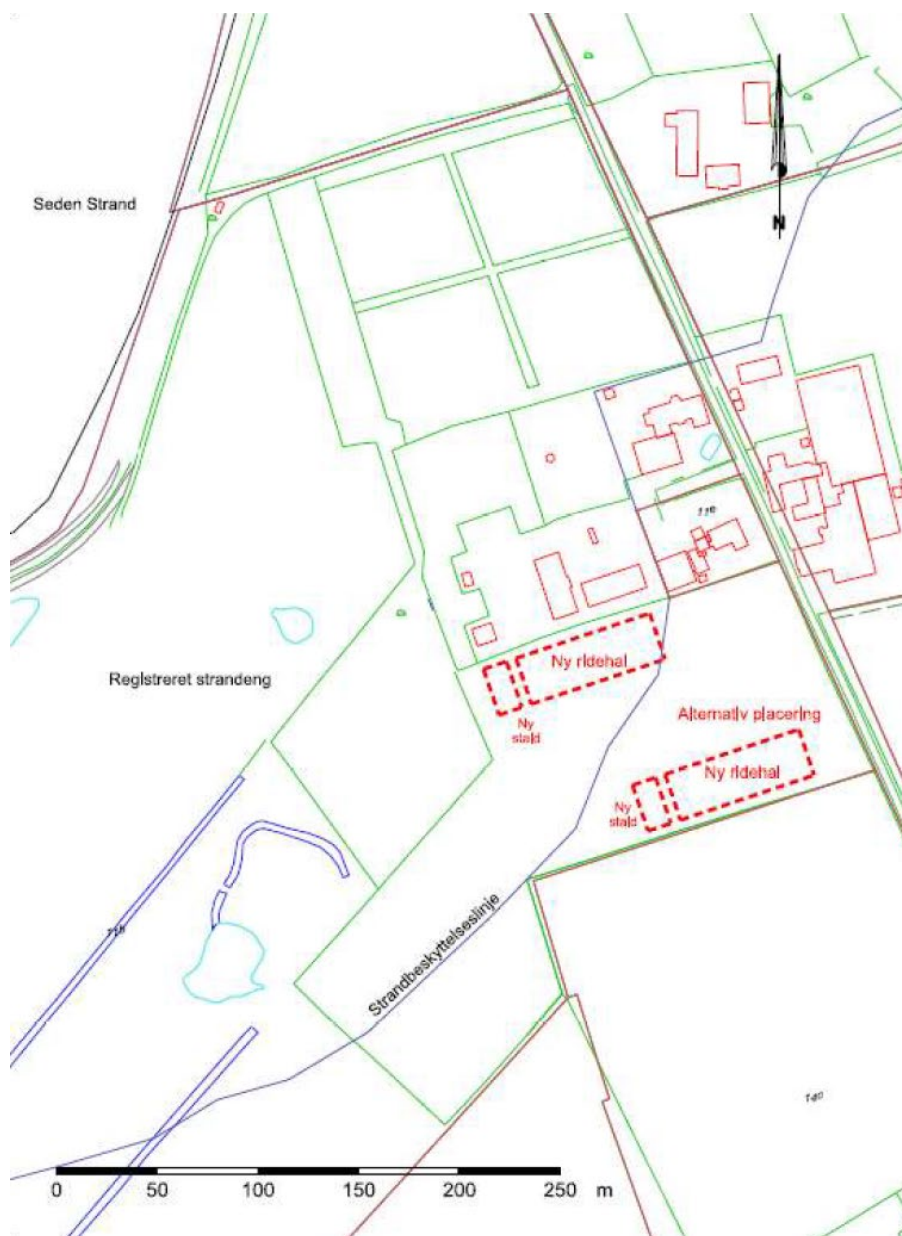 Seden Strand
N
11e
Registreret strandeng
Ny ridehal
Ny
stald
Alternativ placering
Ny ridehal
Ny
stald
Strandbeskyttelseslinje
0 50 100 150 200 250 m